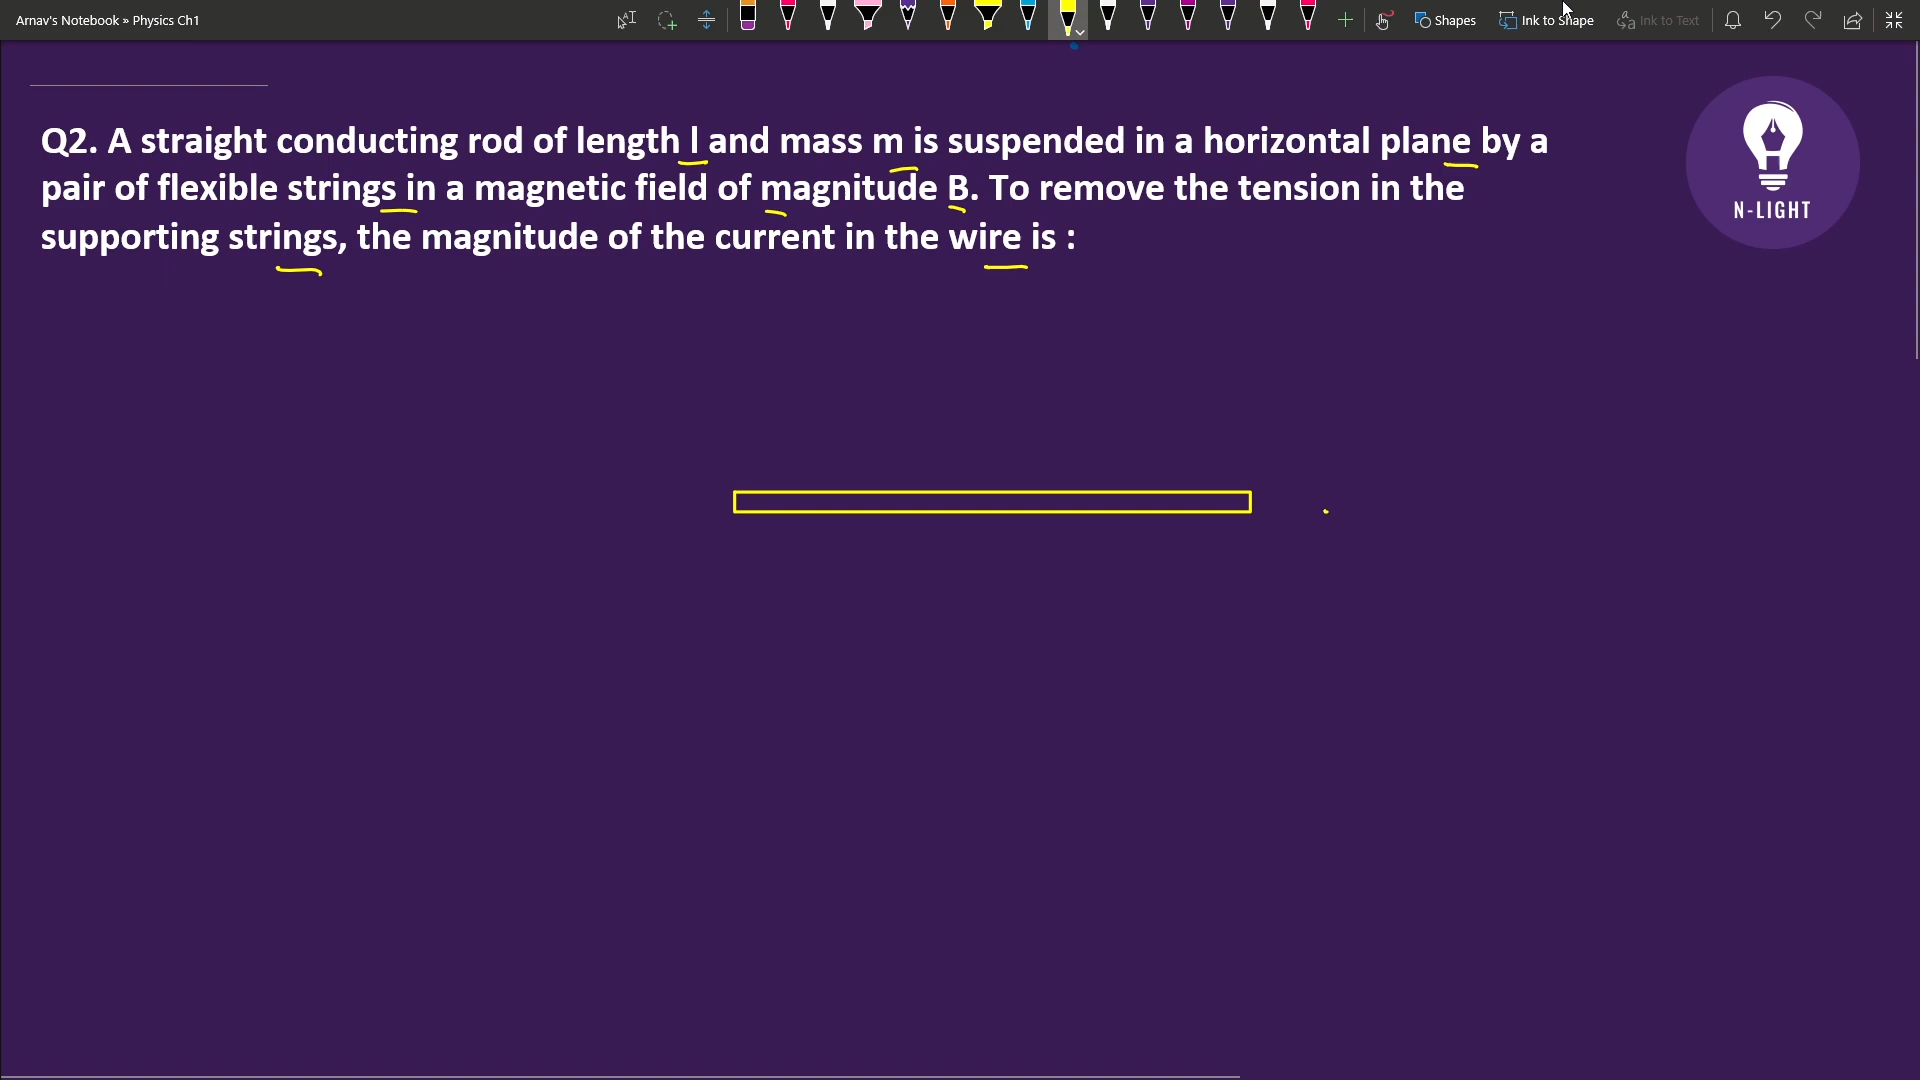 Arnav's Notebook » Physics Ch1
Shapes
Ink to Shape
Ink to Text
Q2. A straight conducting rod of length l and mass m is suspended in a horizontal plane by a
pair of flexible strings in a magnetic field of magnitude B. To remove the tension in the
supporting strings, the magnitude of the current in the wire is :
N-LIGHT